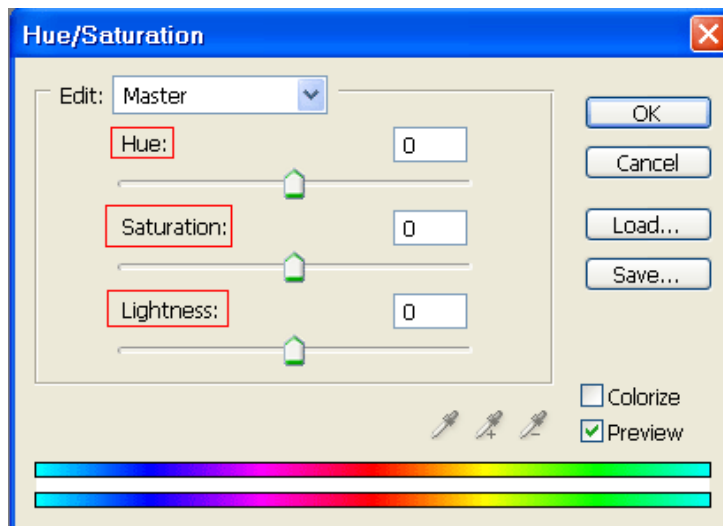 Hue/Saturation
Edit: Master
Hue: 0
Saturation: 0
Lightness: 0
OK
Cancel
Load...
Save...
Colorize
Preview